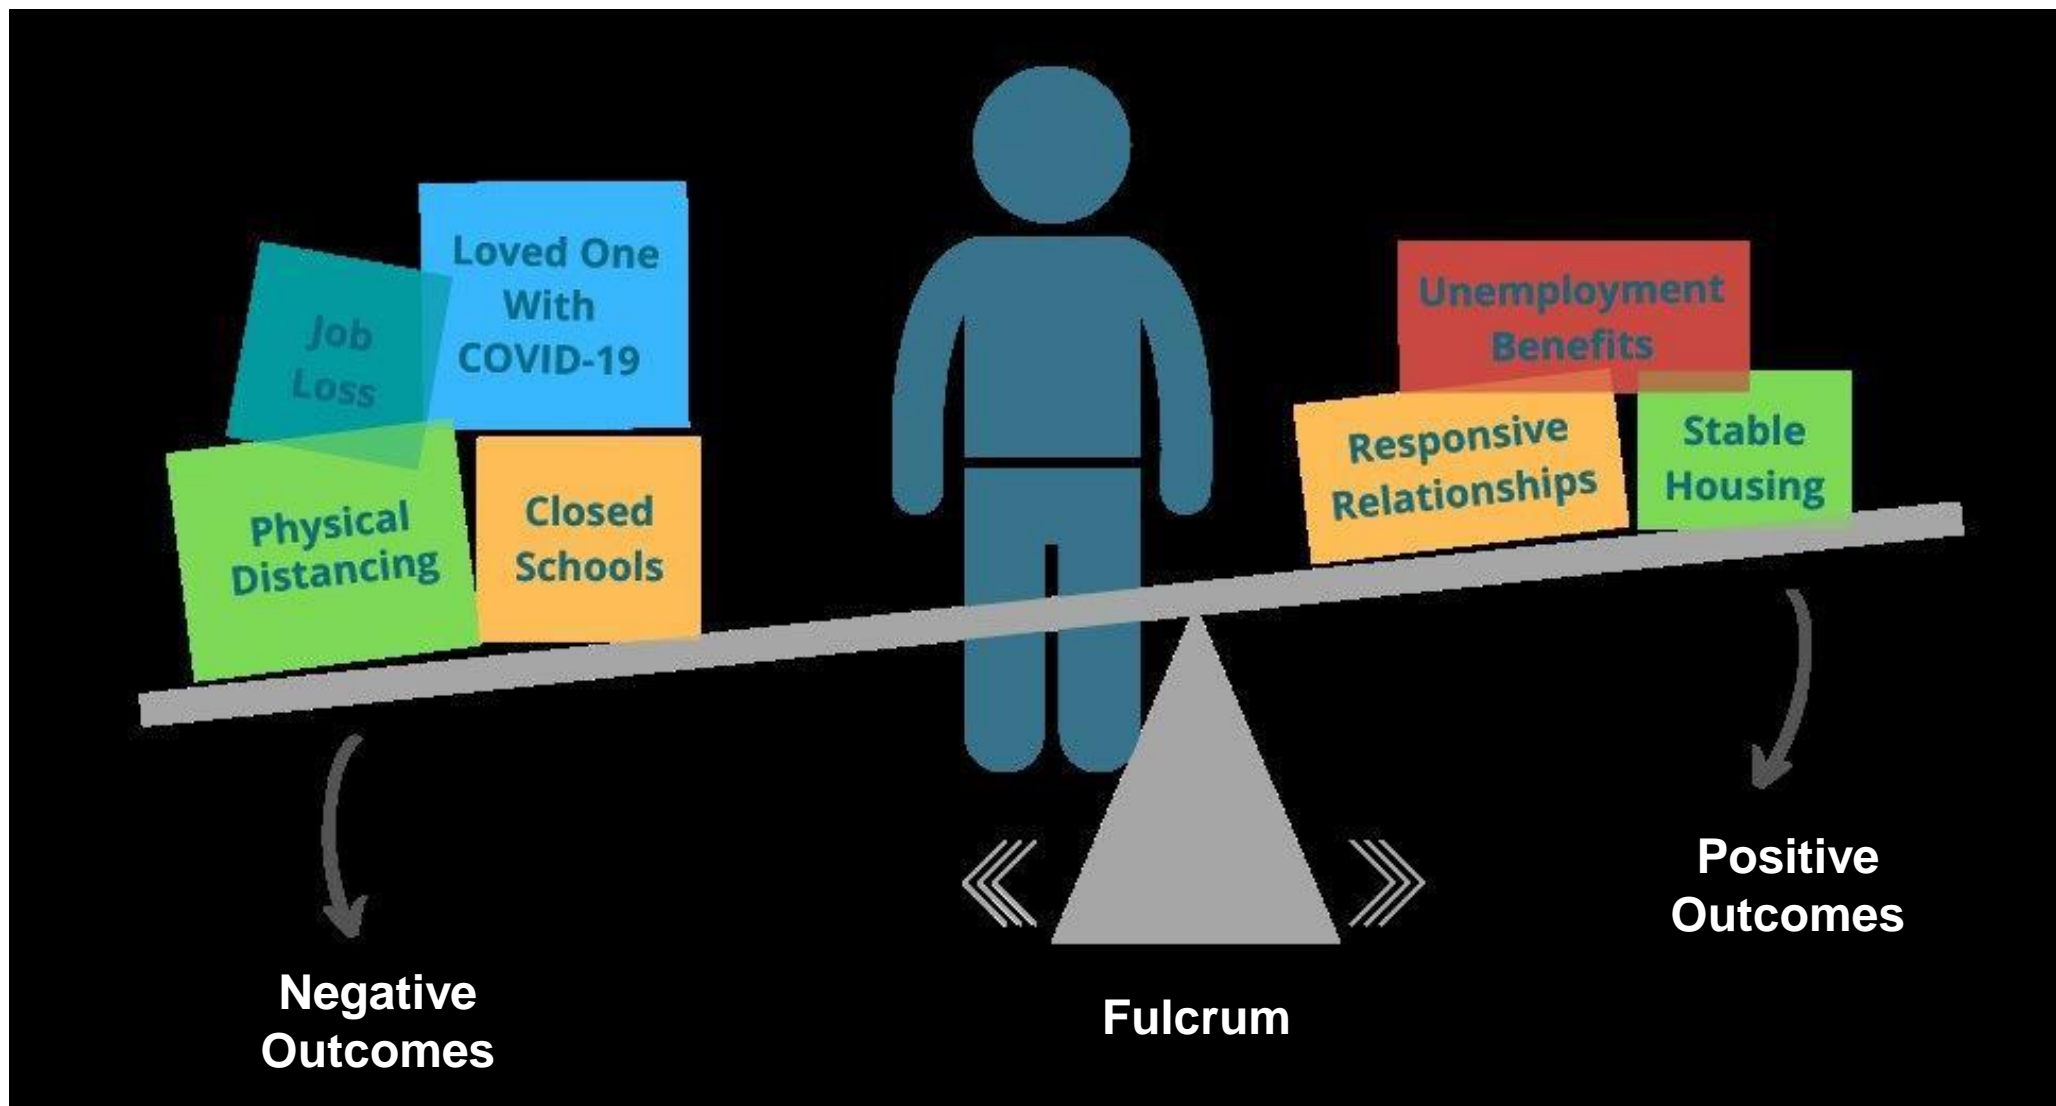 Job
Loss
Loved One
With
COVID-19
Physical
Distancing
Closed
Schools
Unemployment
Benefits
Responsive
Relationships
Stable
Housing
Negative
Outcomes
Fulcrum
Positive
Outcomes